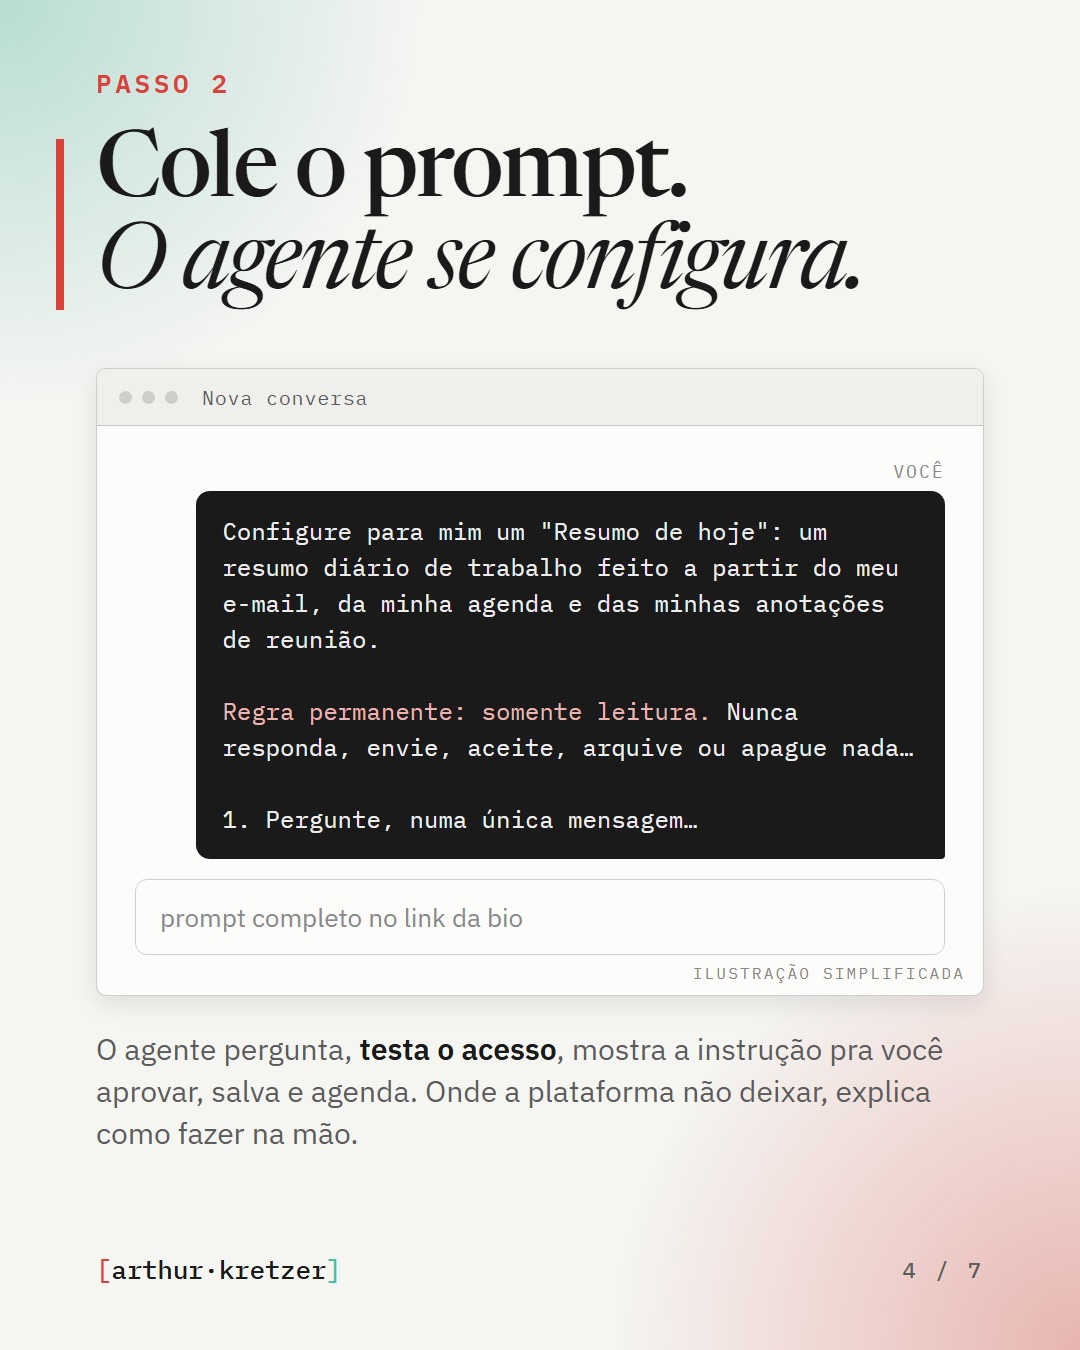 PASSO 2
Cole o prompt.
O agente se configura.
Nova conversa
VOCÊ
Configure para mim um "Resumo de hoje": um
resumo diário de trabalho feito a partir do meu
e-mail, da minha agenda e das minhas anotações
de reunião.
Regra permanente: somente leitura. Nunca
responda, envie, aceite, arquive ou apague nada…
1. Pergunte, numa única mensagem…
prompt completo no link da bio
ILUSTRAÇÃO SIMPLIFICADA
O agente pergunta, testa o acesso, mostra a instrução pra você
aprovar, salva e agenda. Onde a plataforma não deixar, explica
como fazer na mão.
[arthur·kretzer]
4 / 7